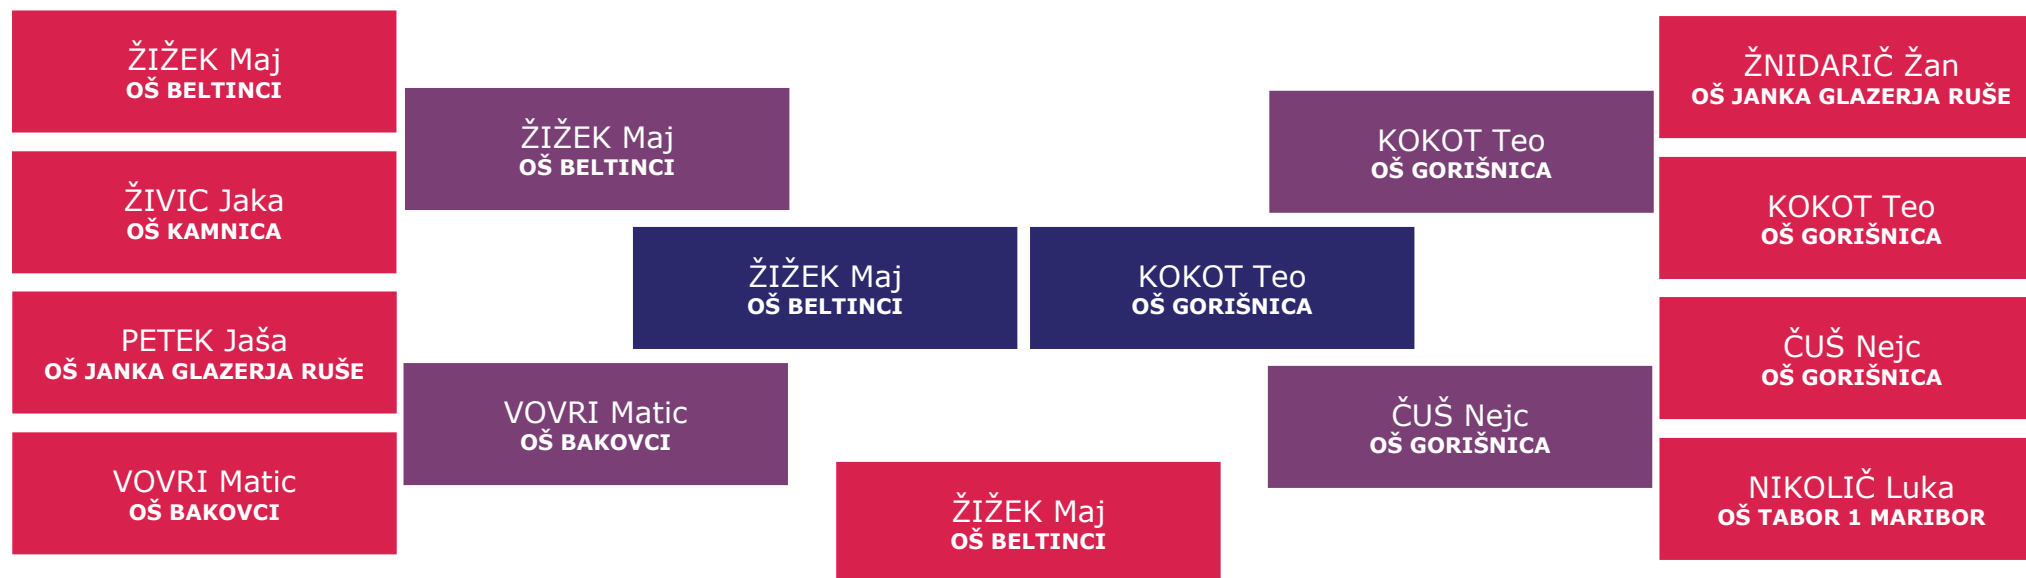 ŽIŽEK Maj
OŠ BELTINCI
ŽIVIC Jaka
OŠ KAMNICA
PETEK Jaša
OŠ JANKA GLAZERJA RUŠE
VOVRI Matic
OŠ BAKOVCI
ŽIŽEK Maj
OŠ BELTINCI
VOVRI Matic
OŠ BAKOVCI
ŽIŽEK Maj
OŠ BELTINCI
KOKOT Teo
OŠ GORIŠNICA
ŽIŽEK Maj
OŠ BELTINCI
KOKOT Teo
OŠ GORIŠNICA
ČUŠ Nejc
OŠ GORIŠNICA
ŽNIDARIČ Žan
OŠ JANKA GLAZERJA RUŠE
KOKOT Teo
OŠ GORIŠNICA
ČUŠ Nejc
OŠ GORIŠNICA
NIKOLIČ Luka
OŠ TABOR 1 MARIBOR